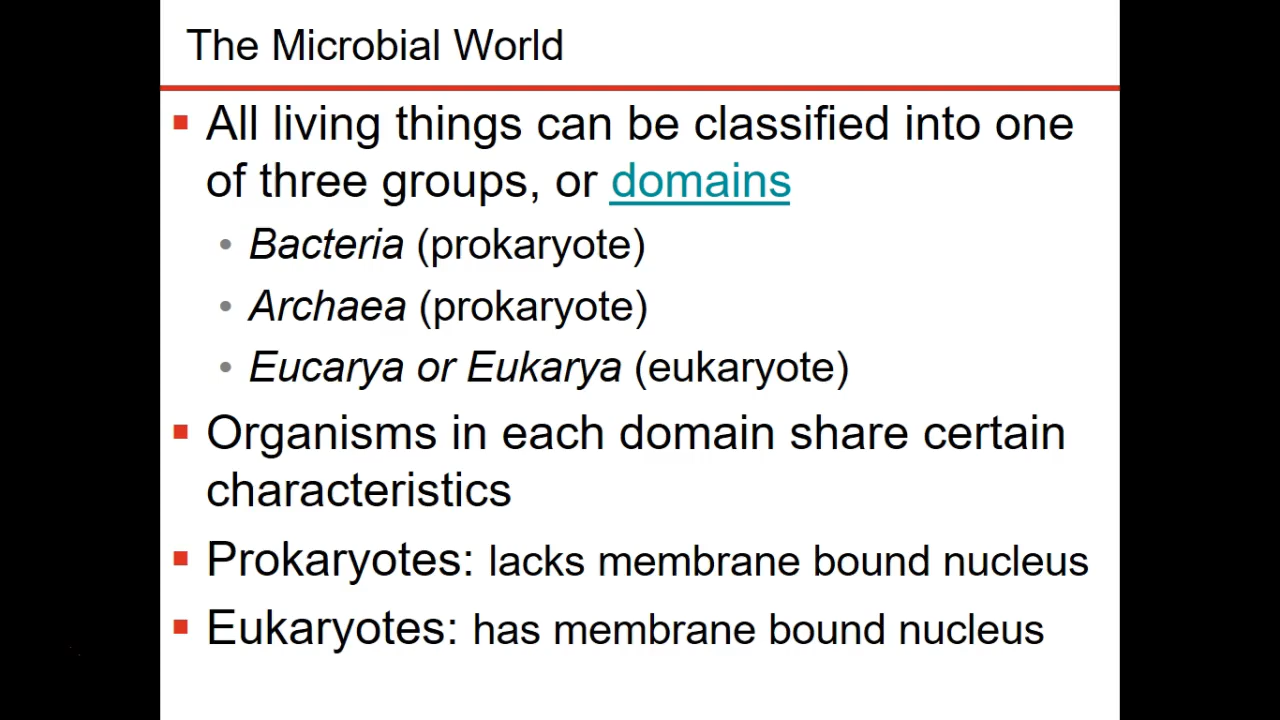 The Microbial World
▪ All living things can be classified into one
of three groups, or domains
• Bacteria (prokaryote)
• Archaea (prokaryote)
• Eucarya or Eukarya (eukaryote)
▪ Organisms in each domain share certain
characteristics
▪ Prokaryotes: lacks membrane bound nucleus
▪ Eukaryotes: has membrane bound nucleus